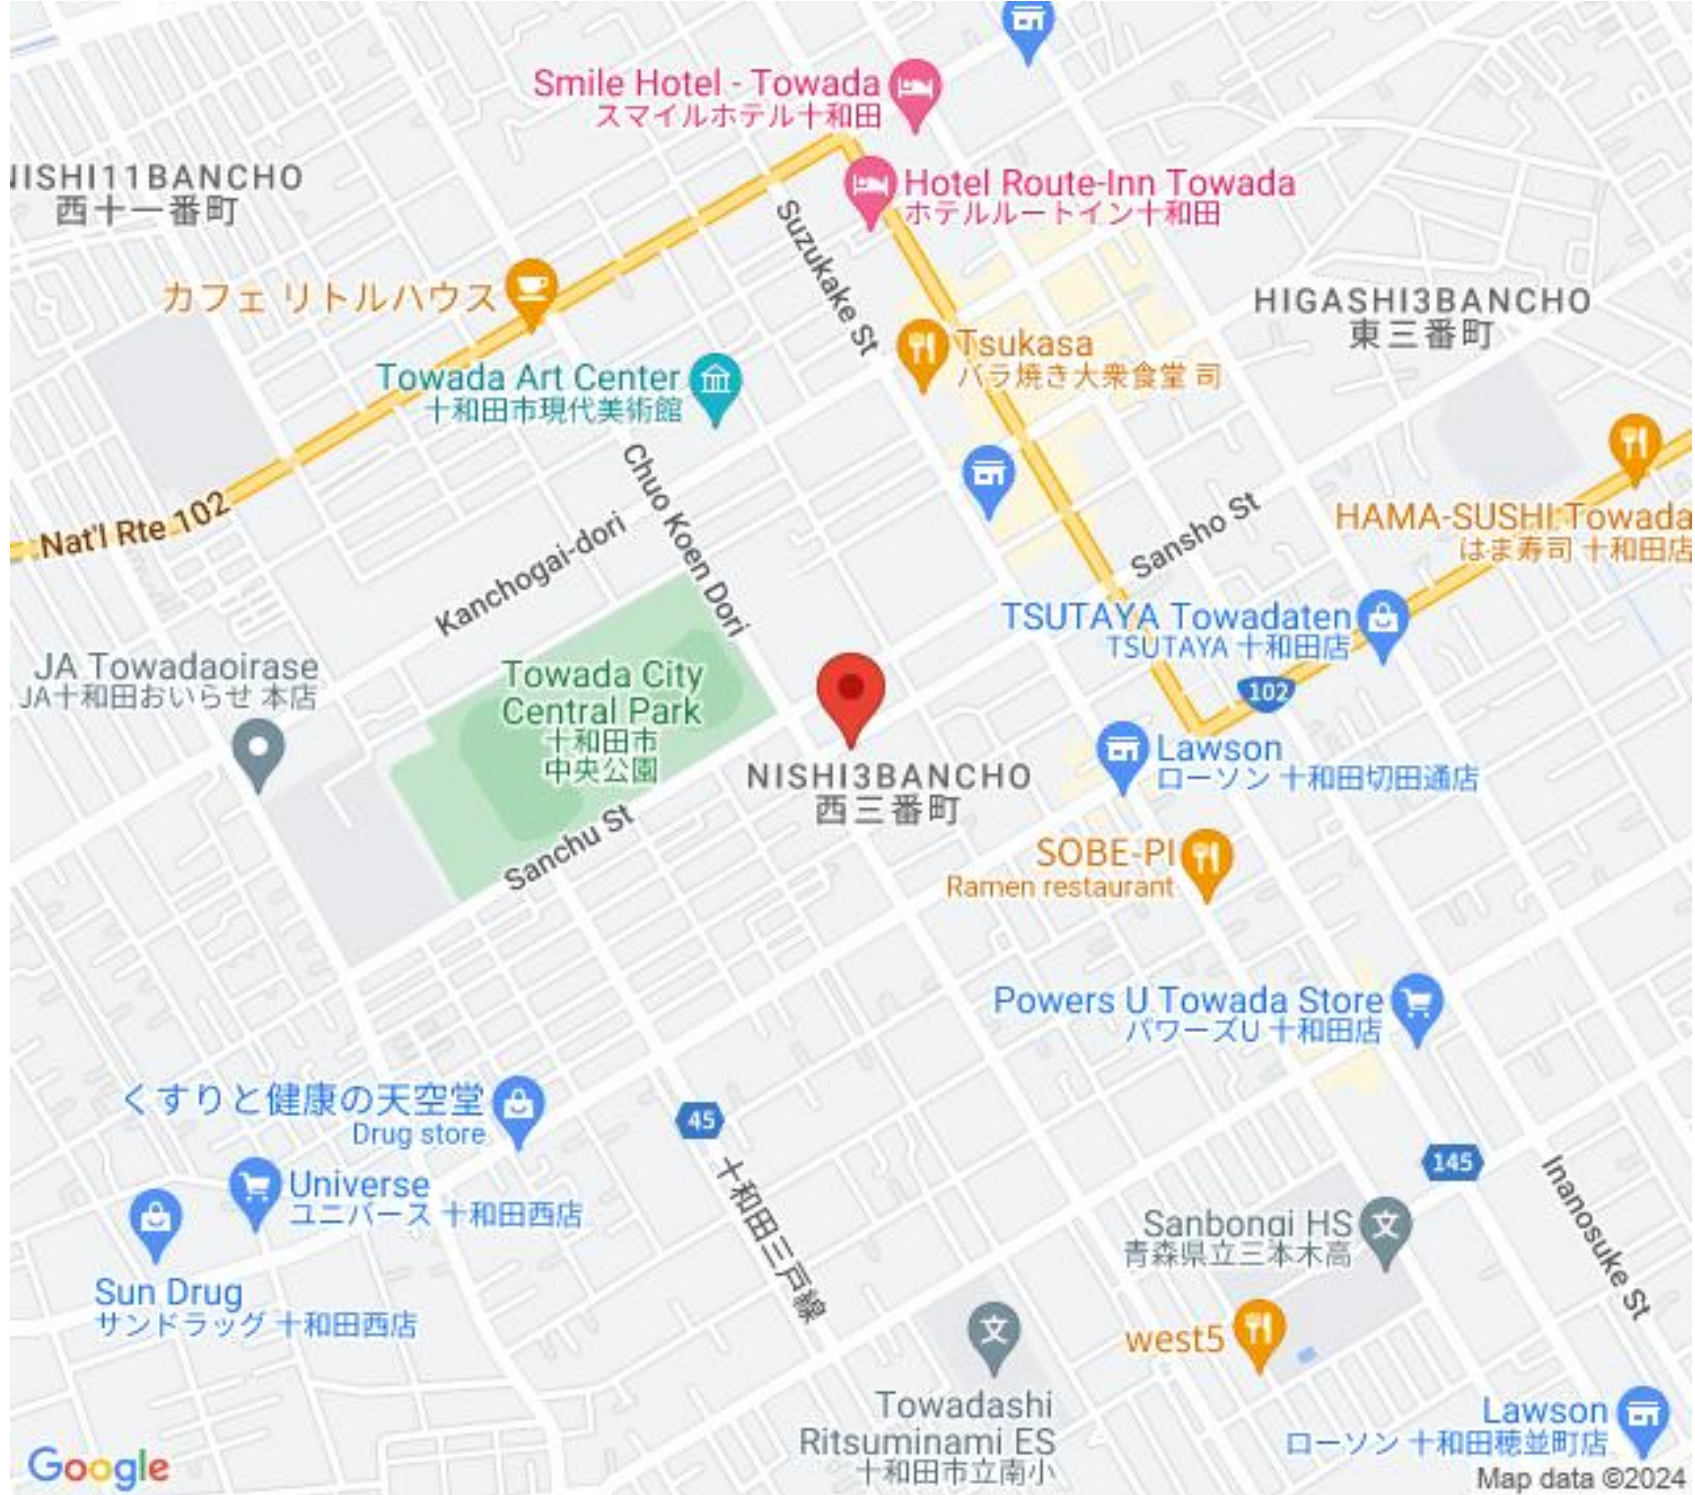 Smile Hotel - Towada
スマイルホテル十和田
Hotel Route-Inn Towada
ホテルルートイン十和田
NISHI11BANCHO
西十一番町
Suzukake St
カフェ リトルハウス
HIGASHI3BANCHO
東三番町
Tsukasa
バラ焼き大衆食堂 司
Towada Art Center
十和田市現代美術館
Chuo Koen Dori
Nat'l Rte 102
Kanchogai-dori
Sansho St
HAMA-SUSHI Towada
はま寿司 十和田店
TSUTAYA Towadaten
TSUTAYA 十和田店
JA Towadaoirase
JA十和田おいらせ 本店
Towada City
Central Park
十和田市
中央公園
102
NISHI3BANCHO
西三番町
Lawson
ローソン 十和田切田通店
Sanchu St
SOBE-PI
Ramen restaurant
Powers U Towada Store
パワーズU 十和田店
くすりと健康の天空堂
Drug store
45
145
十和田三戸線
Universe
ユニバース 十和田西店
Inanosuke St
Sanbongi HS
青森県立三本木高
Sun Drug
サンドラッグ 十和田西店
west5
Towadashi
Ritsuminami ES
十和田市立南小
Lawson
ローソン 十和田穂並町店
Google
Map data ©2024